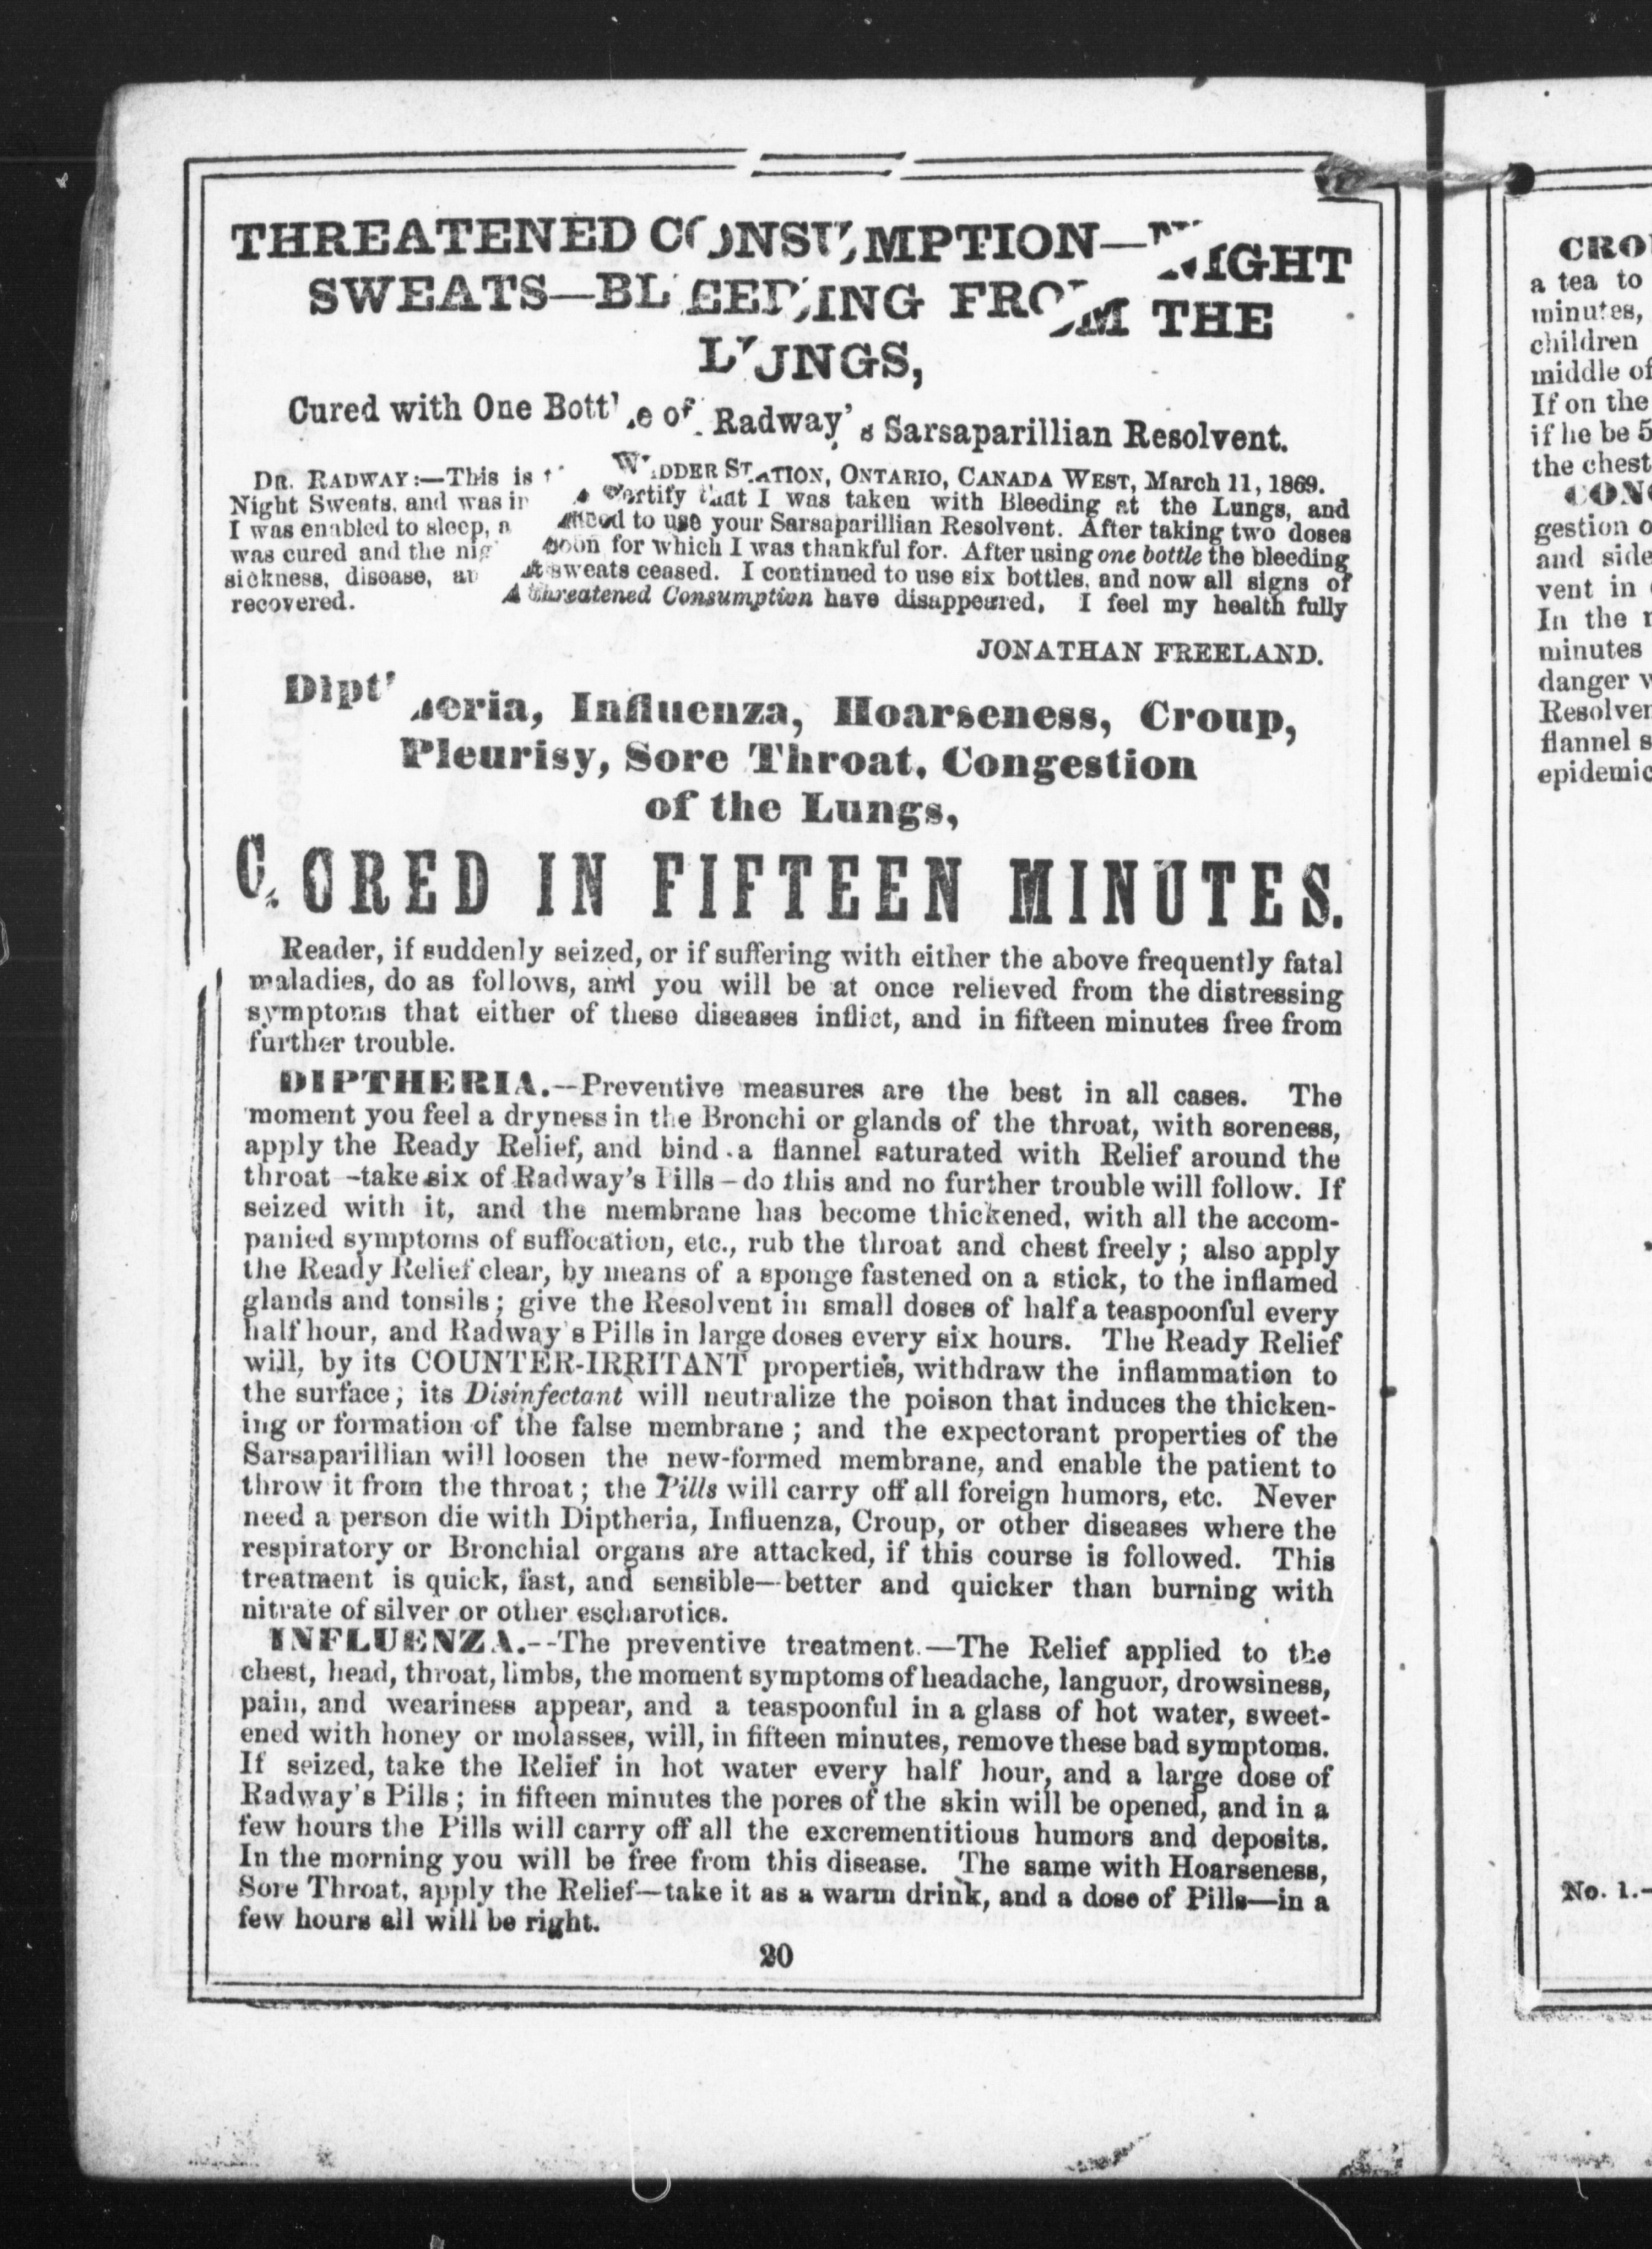 THREATENED CONSUMPTION—NIGHT
SWEATS—BLEEDING FROM THE
LUNGS,
Cured with One Bottle of Radway's Sarsaparillian Resolvent.
WIDDER STATION, ONTARIO, CANADA WEST, March 11, 1869.
DR. RADWAY:—This is certify that I was taken with Bleeding at the Lungs, and
Night Sweats, and was to use your Sarsaparillian Resolvent. After taking two doses
I was enabled to sleep, a for which I was thankful for. After using one bottle the bleeding
was cured and the night sweats ceased. I continued to use six bottles, and now all signs of
sickness, disease, threatened Consumption have disappeared, I feel my health fully
recovered.
JONATHAN FREELAND.
Diptheria, Influenza, Hoarseness, Croup,
Pleurisy, Sore Throat, Congestion
of the Lungs,
CURED IN FIFTEEN MINUTES.
Reader, if suddenly seized, or if suffering with either the above frequently fatal
maladies, do as follows, and you will be at once relieved from the distressing
symptoms that either of these diseases inflict, and in fifteen minutes free from
further trouble.
DIPTHERIA.—Preventive measures are the best in all cases. The
moment you feel a dryness in the Bronchi or glands of the throat, with soreness,
apply the Ready Relief, and bind a flannel saturated with Relief around the
throat—take six of Radway's Pills—do this and no further trouble will follow. If
seized with it, and the membrane has become thickened, with all the accom-
panied symptoms of suffocation, etc., rub the throat and chest freely; also apply
the Ready Relief clear, by means of a sponge fastened on a stick, to the inflamed
glands and tonsils; give the Resolvent in small doses of half a teaspoonful every
half hour, and Radway's Pills in large doses every six hours. The Ready Relief
will, by its COUNTER-IRRITANT properties, withdraw the inflammation to
the surface; its Disinfectant will neutralize the poison that induces the thicken-
ing or formation of the false membrane; and the expectorant properties of the
Sarsaparillian will loosen the new-formed membrane, and enable the patient to
throw it from the throat; the Pills will carry off all foreign humors, etc. Never
need a person die with Diptheria, Influenza, Croup, or other diseases where the
respiratory or Bronchial organs are attacked, if this course is followed. This
treatment is quick, fast, and sensible—better and quicker than burning with
nitrate of silver or other escharotics.
INFLUENZA.--The preventive treatment.—The Relief applied to the
chest, head, throat, limbs, the moment symptoms of headache, languor, drowsiness,
pain, and weariness appear, and a teaspoonful in a glass of hot water, sweet-
ened with honey or molasses, will, in fifteen minutes, remove these bad symptoms.
If seized, take the Relief in hot water every half hour, and a large dose of
Radway's Pills; in fifteen minutes the pores of the skin will be opened, and in a
few hours the Pills will carry off all the excrementitious humors and deposits.
In the morning you will be free from this disease. The same with Hoarseness,
Sore Throat, apply the Relief—take it as a warm drink, and a dose of Pills—in a
few hours all will be right.
20
CRO
a tea to
minutes,
children
middle of
If on the
if he be 5
the chest
CON
gestion o
and side
vent in
In the
minutes
danger
Resolve
flannel s
epidemic
No. 1.—